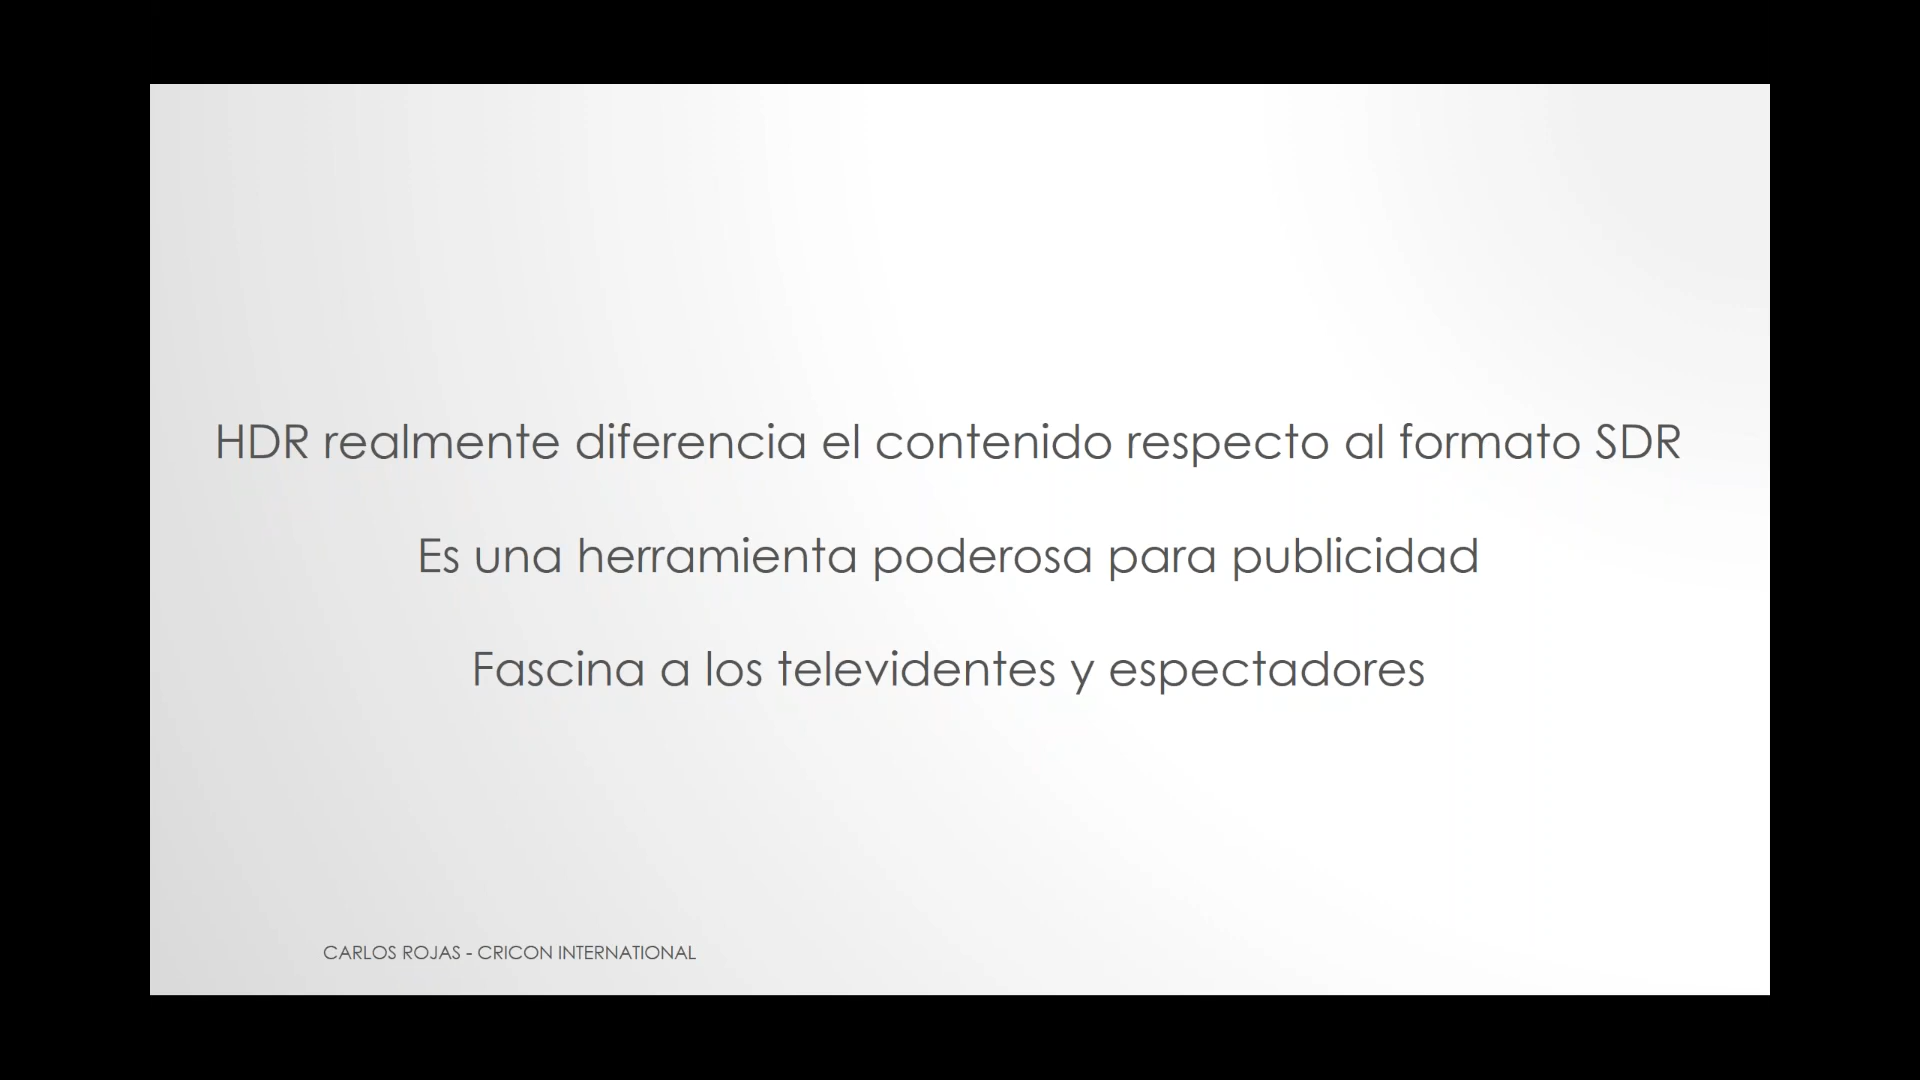 HDR realmente diferencia el contenido respecto al formato SDR
Es una herramienta poderosa para publicidad
Fascina a los televidentes y espectadores
CARLOS ROJAS - CRICON INTERNATIONAL